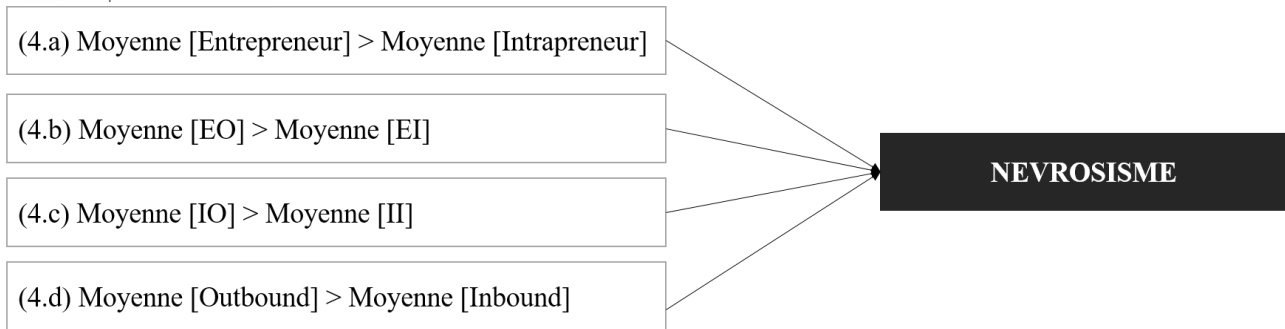 (4.a) Moyenne [Entrepreneur] > Moyenne [Intrapreneur]
(4.b) Moyenne [EO] > Moyenne [EI]
(4.c) Moyenne [IO] > Moyenne [II]
(4.d) Moyenne [Outbound] > Moyenne [Inbound]
NEVROSISME